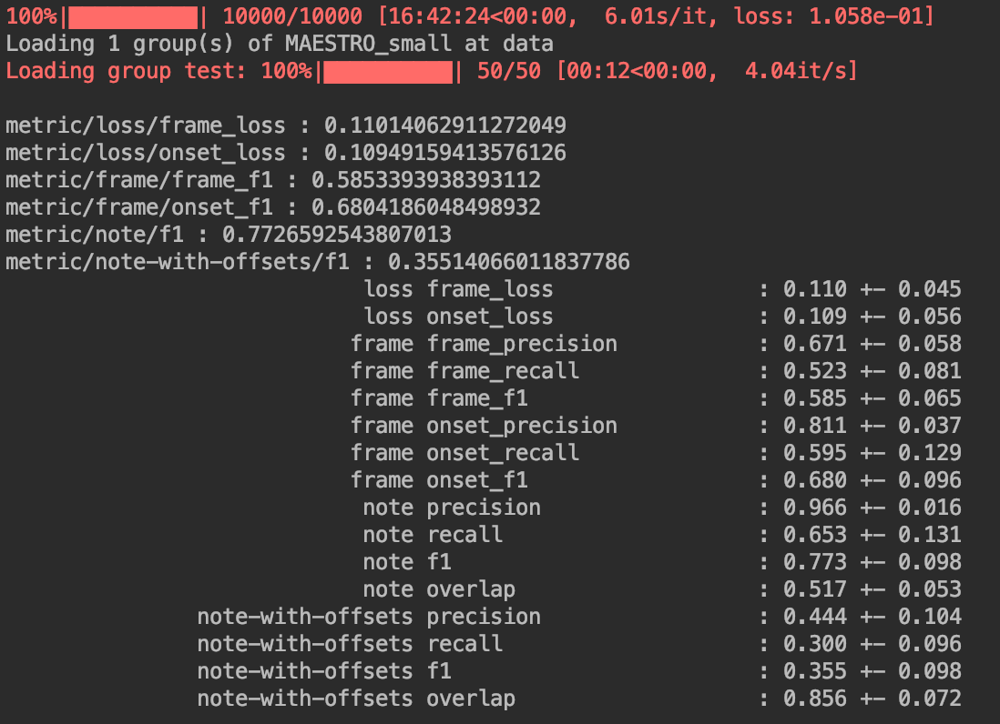 100%|██████████| 10000/10000 [16:42:24<00:00,  6.01s/it, loss: 1.058e-01]
Loading 1 group(s) of MAESTRO_small at data
Loading group test: 100%|██████████| 50/50 [00:12<00:00,  4.04it/s]
metric/loss/frame_loss : 0.11014062911272049
metric/loss/onset_loss : 0.10949159413576126
metric/frame/frame_f1 : 0.5853393938393112
metric/frame/onset_f1 : 0.6804186048498932
metric/note/f1 : 0.7726592543807013
metric/note-with-offsets/f1 : 0.35514066011837786
loss frame_loss : 0.110 +- 0.045
loss onset_loss : 0.109 +- 0.056
frame frame_precision : 0.671 +- 0.058
frame frame_recall : 0.523 +- 0.081
frame frame_f1 : 0.585 +- 0.065
frame onset_precision : 0.811 +- 0.037
frame onset_recall : 0.595 +- 0.129
frame onset_f1 : 0.680 +- 0.096
note precision : 0.966 +- 0.016
note recall : 0.653 +- 0.131
note f1 : 0.773 +- 0.098
note overlap : 0.517 +- 0.053
note-with-offsets precision : 0.444 +- 0.104
note-with-offsets recall : 0.300 +- 0.096
note-with-offsets f1 : 0.355 +- 0.098
note-with-offsets overlap : 0.856 +- 0.072